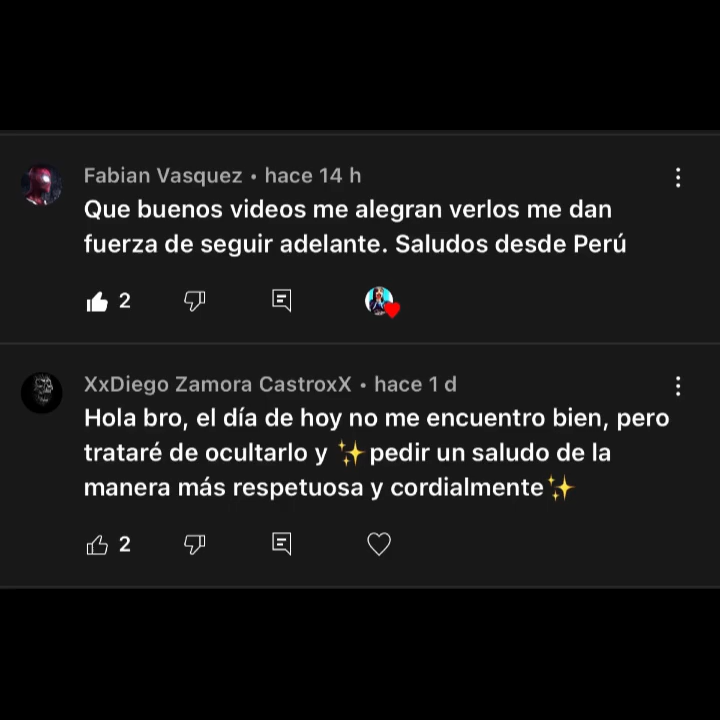 Fabian Vasquez • hace 14 h
Que buenos videos me alegran verlos me dan
fuerza de seguir adelante. Saludos desde Perú
2
XxDiego Zamora CastroxX • hace 1 d
Hola bro, el día de hoy no me encuentro bien, pero
trataré de ocultarlo y ✨pedir un saludo de la
manera más respetuosa y cordialmente✨
2